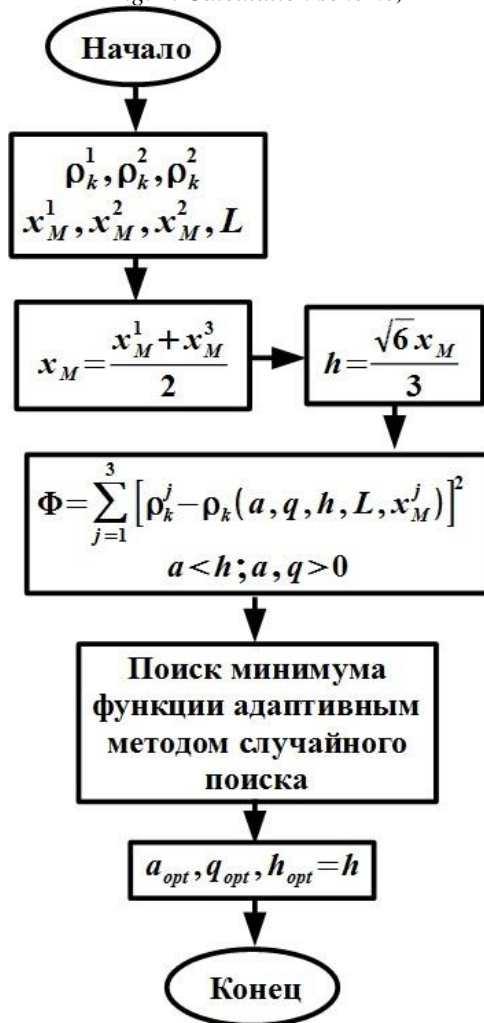 Начало
ρ_k^1, ρ_k^2, ρ_k^2
x_M^1, x_M^2, x_M^2, L
x_M = (x_M^1 + x_M^3) / 2
h = √6 x_M / 3
Φ = ∑_{j=1}^{3} [ρ_k^j − ρ_k(a, q, h, L, x_M^j)]^2
a < h; a, q > 0
Поиск минимума
функции адаптивным
методом случайного
поиска
a_opt, q_opt, h_opt = h
Конец